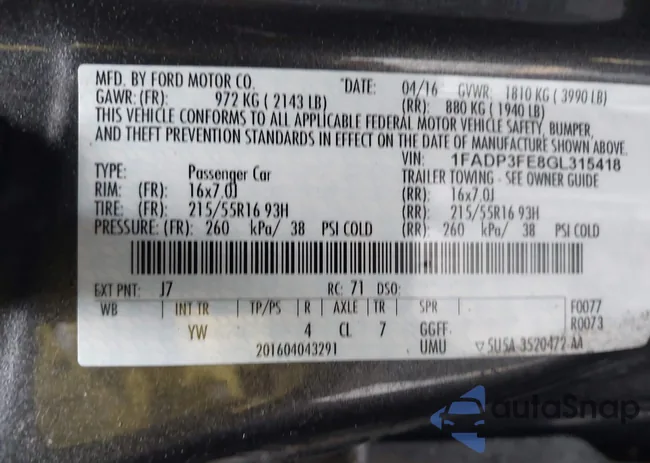 MFD. BY FORD MOTOR CO. DATE: 04/16 GVWR: 1810 KG ( 3990 LB)
GAWR: (FR): 972 KG ( 2143 LB) (RR): 880 KG ( 1940 LB)
THIS VEHICLE CONFORMS TO ALL APPLICABLE FEDERAL MOTOR VEHICLE SAFETY, BUMPER,
AND THEFT PREVENTION STANDARDS IN EFFECT ON THE DATE OF MANUFACTURE SHOWN ABOVE.
VIN: 1FADP3FE8GL315418
TYPE: Passenger Car TRAILER TOWING - SEE OWNER GUIDE
RIM: (FR): 16x7.0J (RR): 16x7.0J
TIRE: (FR): 215/55R16 93H (RR): 215/55R16 93H
PRESSURE: (FR): 260 kPa/ 38 PSI COLD (RR): 260 kPa/ 38 PSI COLD
EXT PNT: J7 RC: 71 DSO:
WB INT TR TP/PS R AXLE TR SPR F0077
YW 4 CL 7 GGFF R0073
201604043291 UMU ▽SU5A-3520472-AA
autoSnap